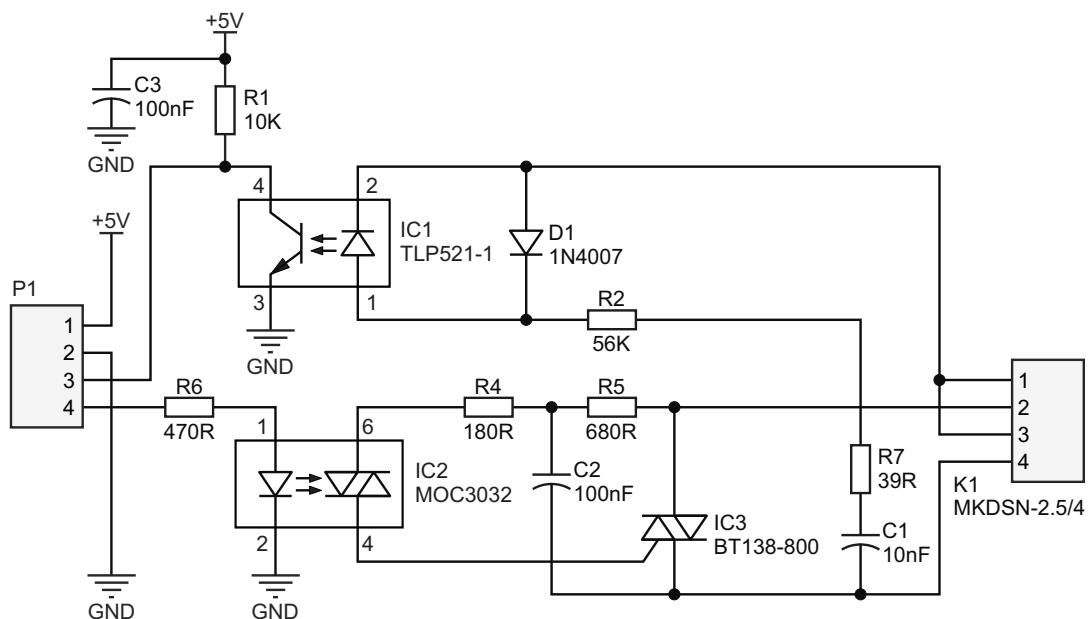 +5V
C3
100nF
R1
10K
GND
4
2
+5V
IC1
TLP521-1
D1
1N4007
P1
3
1
R2
56K
GND
1
2
3
4
R6
470R
R4
180R
R5
680R
1
2
3
4
1
6
IC2
MOC3032
C2
100nF
R7
39R
K1
MKDSN-2.5/4
2
4
IC3
BT138-800
C1
10nF
GND
GND